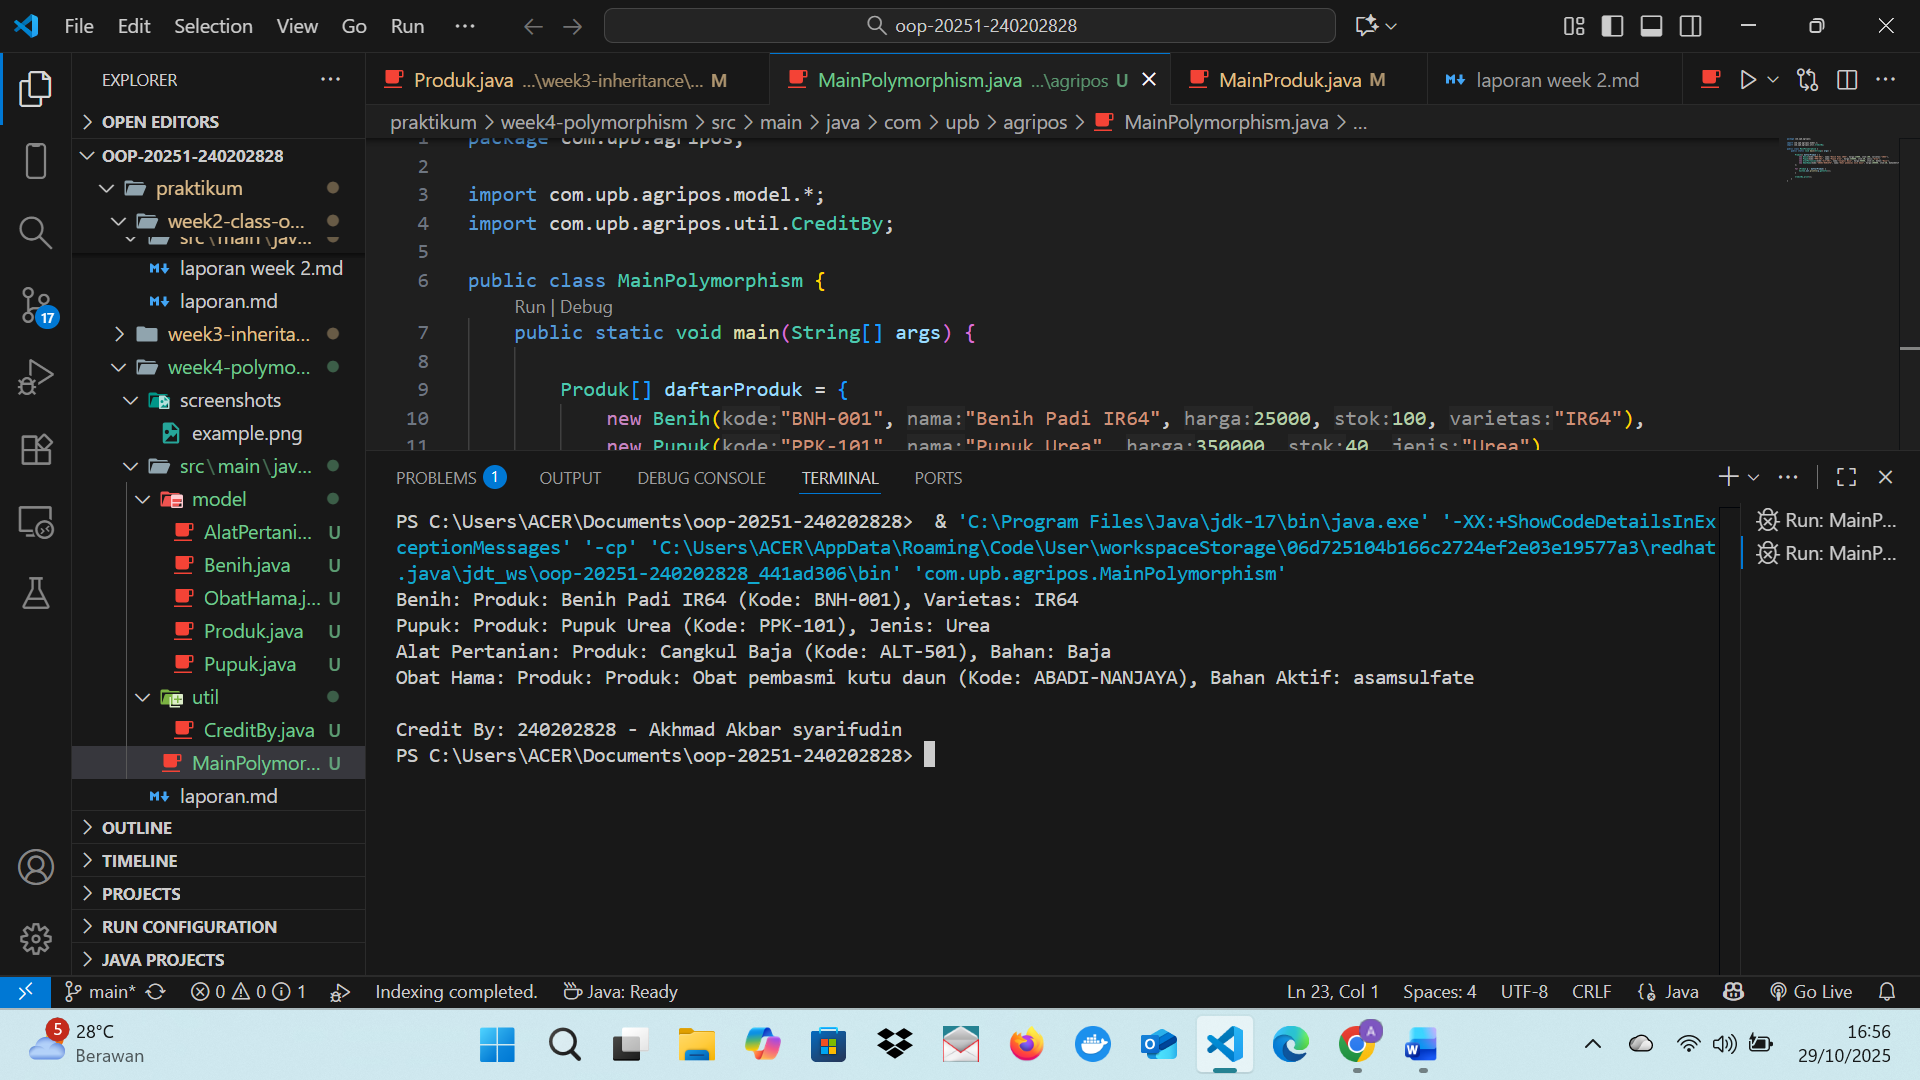 File Edit Selection View Go Run ···
oop-20251-240202828
EXPLORER ···
OPEN EDITORS
OOP-20251-240202828
praktikum
week2-class-o...
src\main\jav...
laporan week 2.md
laporan.md
week3-inherita...
week4-polymo...
screenshots
example.png
src\main\jav...
model
AlatPertani... U
Benih.java U
ObatHama.j... U
Produk.java U
Pupuk.java U
util
CreditBy.java U
MainPolymor... U
laporan.md
OUTLINE
TIMELINE
PROJECTS
RUN CONFIGURATION
JAVA PROJECTS
17
Produk.java ...\week3-inheritance\... M
MainPolymorphism.java ...\agripos U
MainProduk.java M
laporan week 2.md
praktikum > week4-polymorphism > src > main > java > com > upb > agripos > MainPolymorphism.java > ...
1 package com.upb.agripos;
2
3 import com.upb.agripos.model.*;
4 import com.upb.agripos.util.CreditBy;
5
6 public class MainPolymorphism {
Run | Debug
7 public static void main(String[] args) {
8
9 Produk[] daftarProduk = {
10 new Benih(kode:"BNH-001", nama:"Benih Padi IR64", harga:25000, stok:100, varietas:"IR64"),
11 new Pupuk(kode:"PPK-101", nama:"Pupuk Urea", harga:350000, stok:40, jenis:"Urea")
PROBLEMS 1 OUTPUT DEBUG CONSOLE TERMINAL PORTS
PS C:\Users\ACER\Documents\oop-20251-240202828>  & 'C:\Program Files\Java\jdk-17\bin\java.exe' '-XX:+ShowCodeDetailsInEx
ceptionMessages' '-cp' 'C:\Users\ACER\AppData\Roaming\Code\User\workspaceStorage\06d725104b166c2724ef2e03e19577a3\redhat
.java\jdt_ws\oop-20251-240202828_441ad306\bin' 'com.upb.agripos.MainPolymorphism'
Benih: Produk: Benih Padi IR64 (Kode: BNH-001), Varietas: IR64
Pupuk: Produk: Pupuk Urea (Kode: PPK-101), Jenis: Urea
Alat Pertanian: Produk: Cangkul Baja (Kode: ALT-501), Bahan: Baja
Obat Hama: Produk: Produk: Obat pembasmi kutu daun (Kode: ABADI-NANJAYA), Bahan Aktif: asamsulfate
Credit By: 240202828 - Akhmad Akbar syarifudin
PS C:\Users\ACER\Documents\oop-20251-240202828>
Run: MainP...
Run: MainP...
main* 0 0 1 Indexing completed. Java: Ready
Ln 23, Col 1 Spaces: 4 UTF-8 CRLF Java Go Live
5
28°C
Berawan
A
16:56
29/10/2025